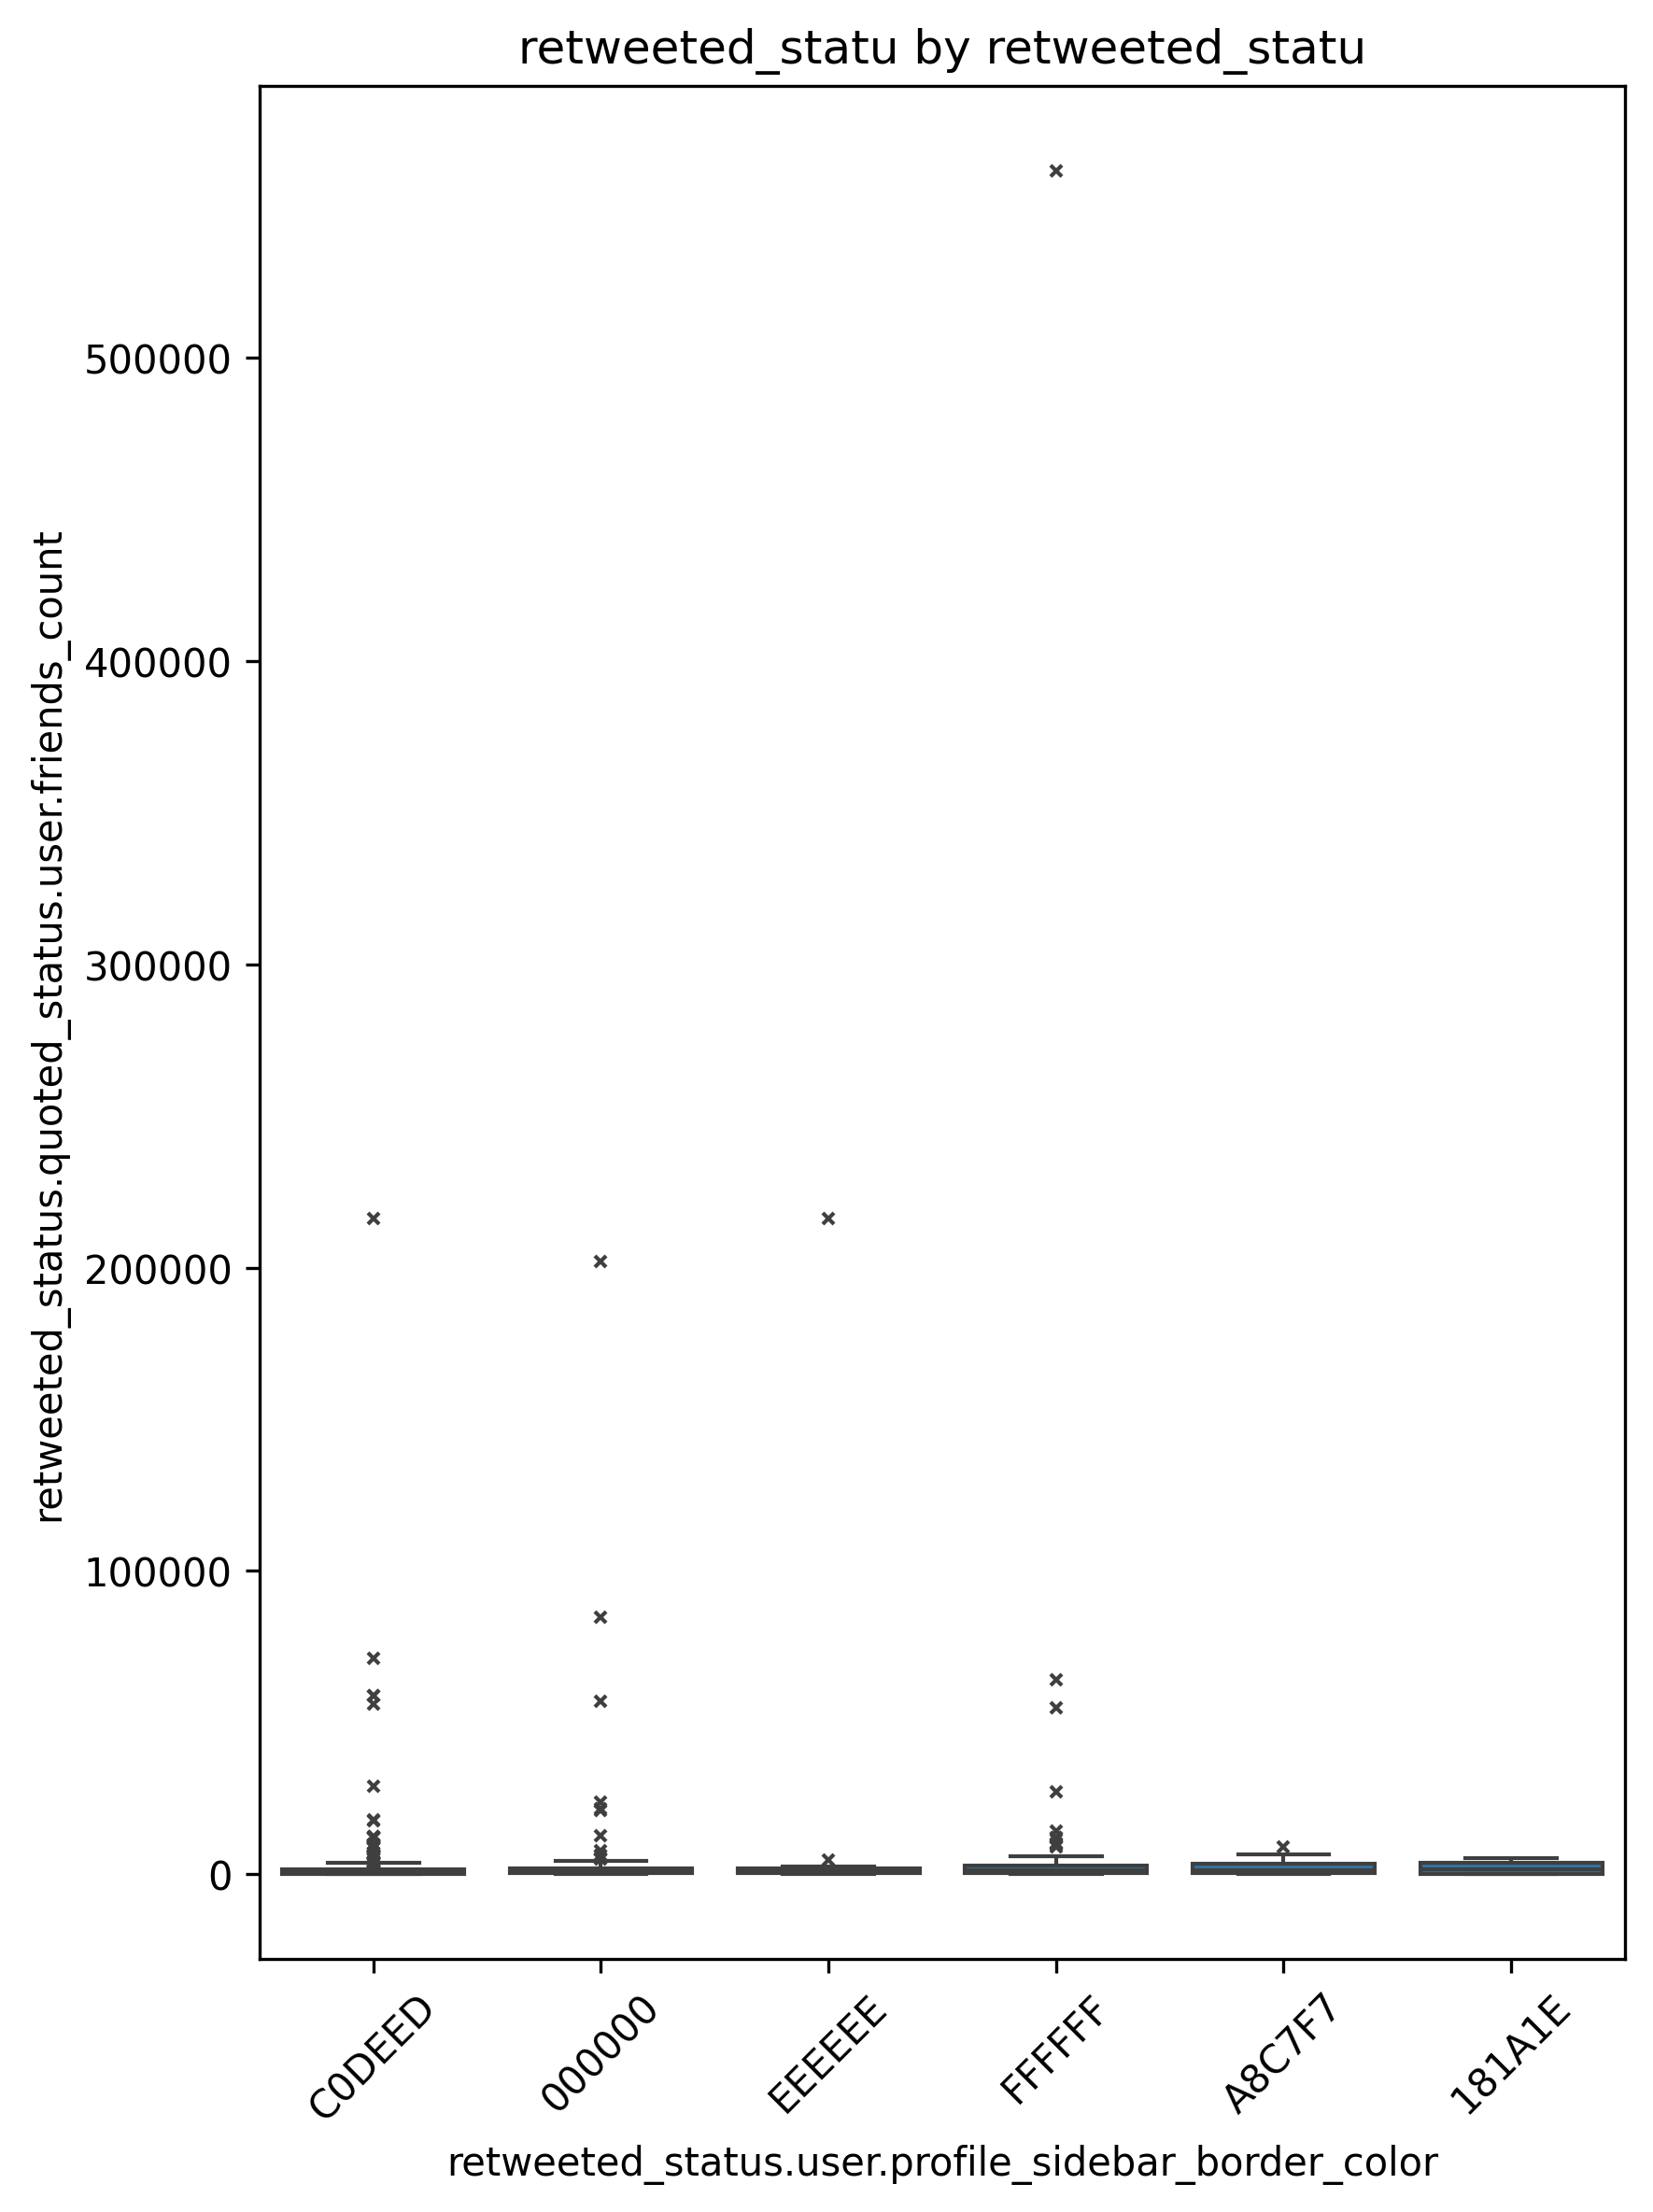 retweeted_statu by retweeted_statu
retweeted_status.quoted_status.user.friends_count
500000
400000
300000
200000
100000
0
C0DEED
000000
EEEEEE
FFFFFF
A8C7F7
181A1E
retweeted_status.user.profile_sidebar_border_color